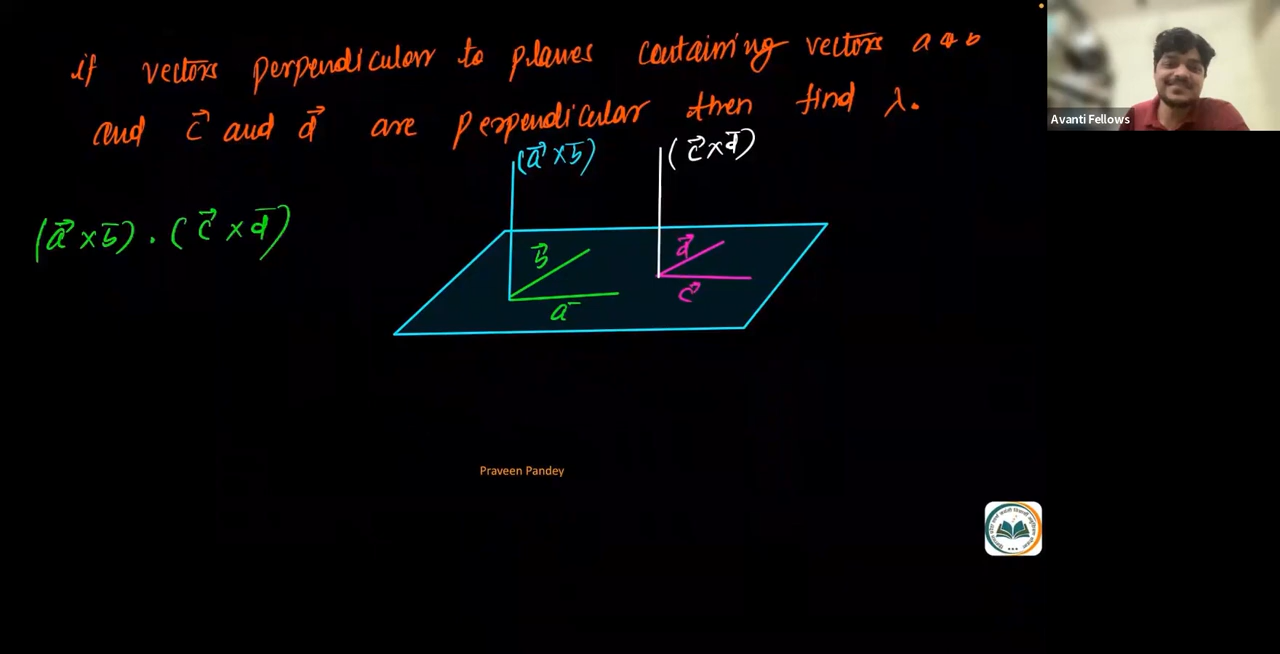 if vectors perpendicular to planes containing vectors a & b
and c⃗ and d⃗ are perpendicular then find λ.
Avanti Fellows
(a⃗ × b̄)
(c⃗ × d̄)
(a⃗ × b̄) . (c⃗ × d̄)
b⃗
d⃗
a̅
c⃗
Praveen Pandey